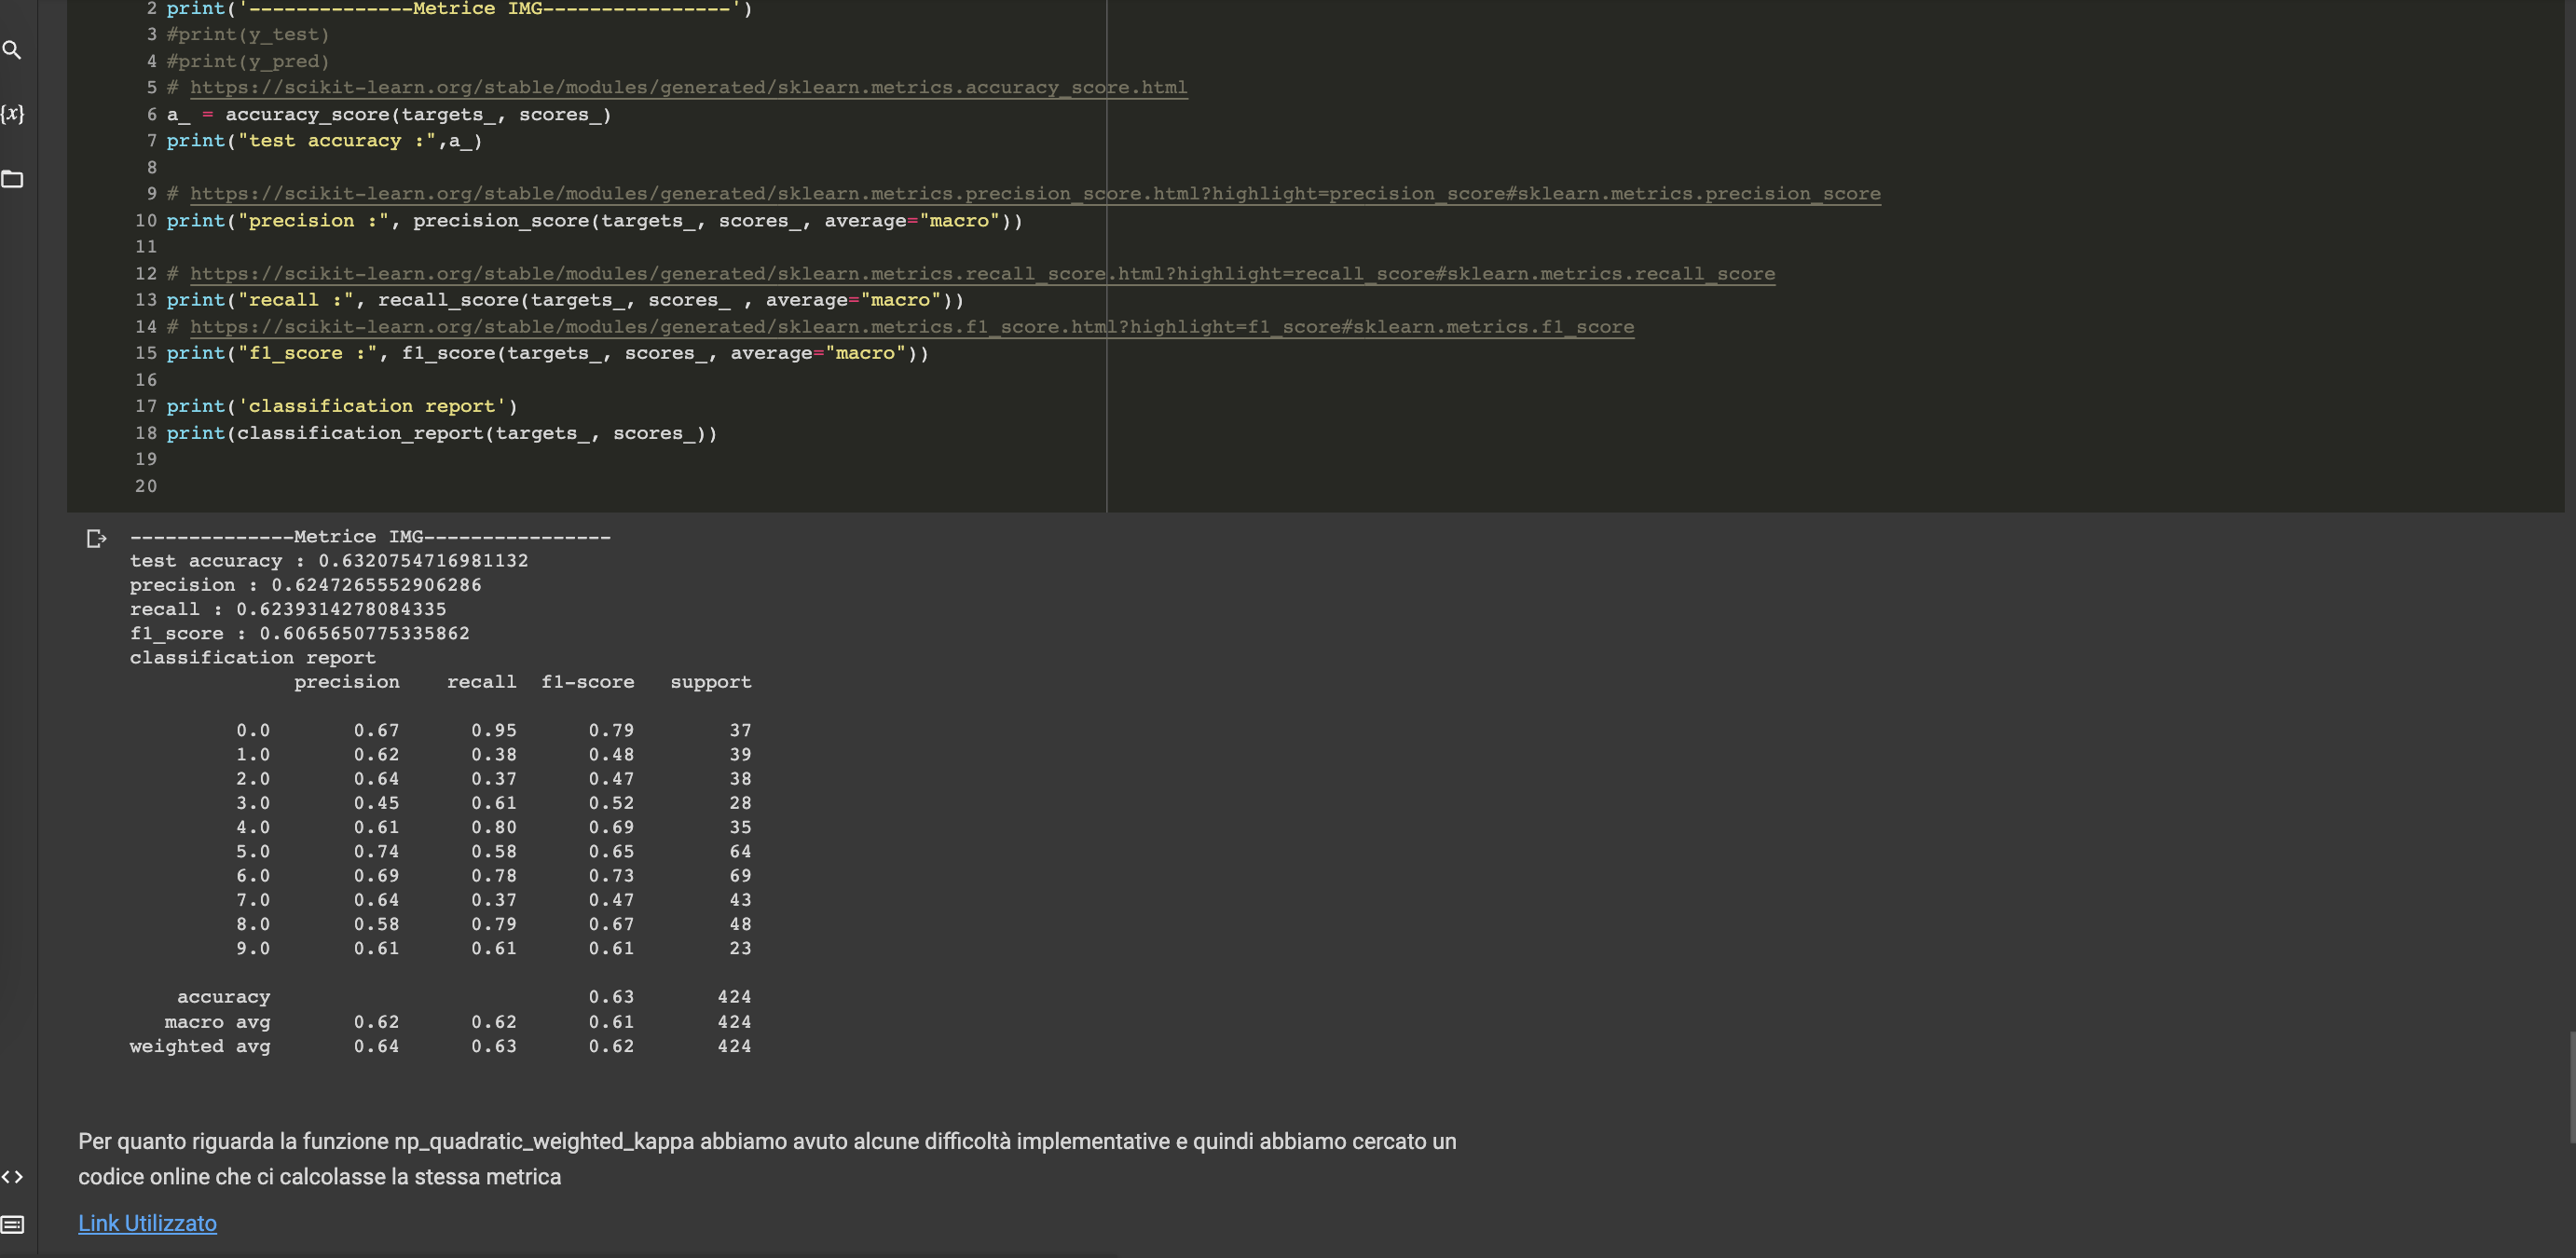 2 print('--------------Metrice IMG----------------')
3 #print(y_test)
4 #print(y_pred)
5 # https://scikit-learn.org/stable/modules/generated/sklearn.metrics.accuracy_score.html
6 a_ = accuracy_score(targets_, scores_)
7 print("test accuracy :",a_)
8
9 # https://scikit-learn.org/stable/modules/generated/sklearn.metrics.precision_score.html?highlight=precision_score#sklearn.metrics.precision_score
10 print("precision :", precision_score(targets_, scores_, average="macro"))
11
12 # https://scikit-learn.org/stable/modules/generated/sklearn.metrics.recall_score.html?highlight=recall_score#sklearn.metrics.recall_score
13 print("recall :", recall_score(targets_, scores_ , average="macro"))
14 # https://scikit-learn.org/stable/modules/generated/sklearn.metrics.f1_score.html?highlight=f1_score#sklearn.metrics.f1_score
15 print("f1_score :", f1_score(targets_, scores_, average="macro"))
16
17 print('classification report')
18 print(classification_report(targets_, scores_))
19
20
{x}
--------------Metrice IMG----------------
test accuracy : 0.6320754716981132
precision : 0.6247265552906286
recall : 0.6239314278084335
f1_score : 0.6065650775335862
classification report
precision recall f1-score support
0.0 0.67 0.95 0.79 37
1.0 0.62 0.38 0.48 39
2.0 0.64 0.37 0.47 38
3.0 0.45 0.61 0.52 28
4.0 0.61 0.80 0.69 35
5.0 0.74 0.58 0.65 64
6.0 0.69 0.78 0.73 69
7.0 0.64 0.37 0.47 43
8.0 0.58 0.79 0.67 48
9.0 0.61 0.61 0.61 23
accuracy 0.63 424
macro avg 0.62 0.62 0.61 424
weighted avg 0.64 0.63 0.62 424
Per quanto riguarda la funzione np_quadratic_weighted_kappa abbiamo avuto alcune difficoltà implementative e quindi abbiamo cercato un
codice online che ci calcolasse la stessa metrica
Link Utilizzato